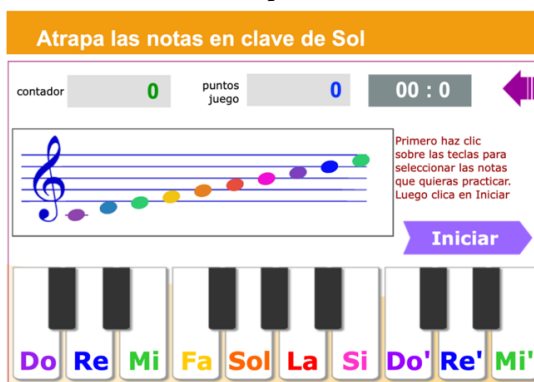 Atrapa las notas en clave de Sol
contador 0 puntos juego 0 00 : 0
Primero haz clic
sobre las teclas para
seleccionar las notas
que quieras practicar.
Luego clica en Iniciar
Iniciar
Do Re Mi Fa Sol La Si Do' Re' Mi'